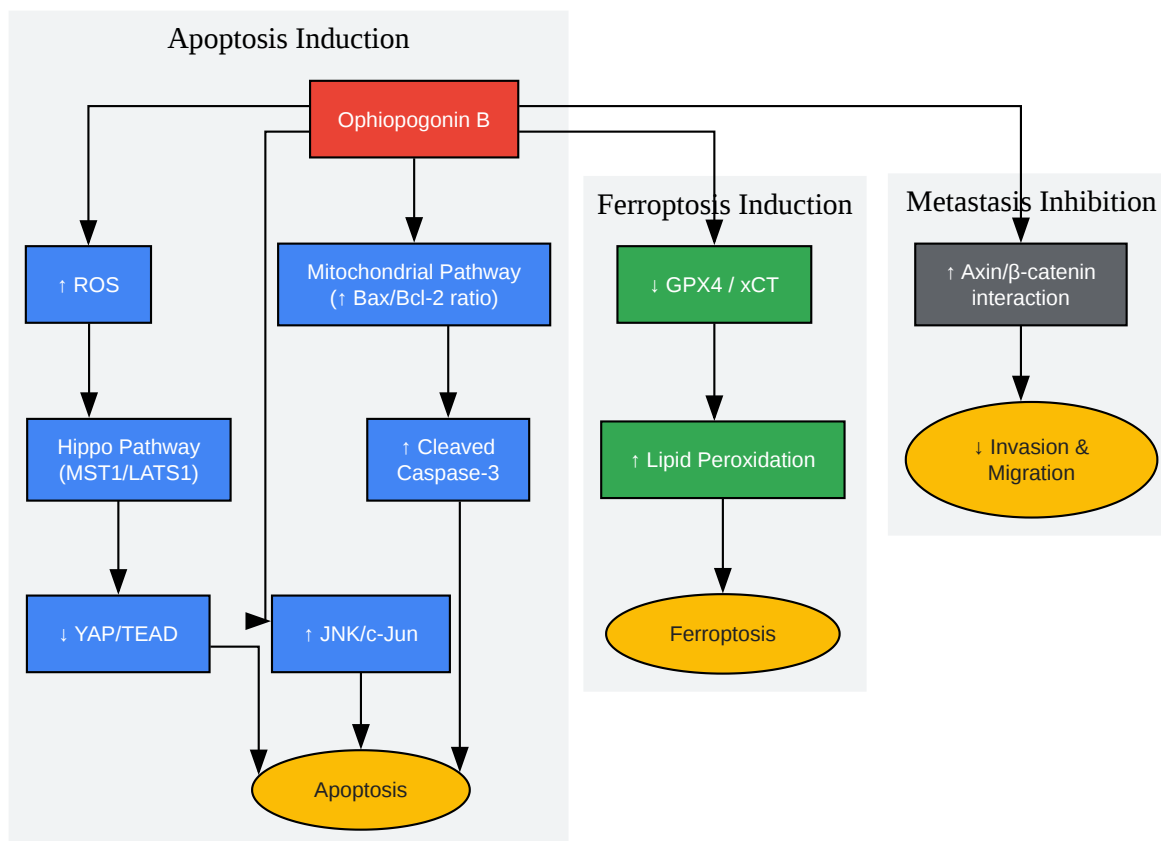 Apoptosis Induction
Ophiopogonin B
Ferroptosis Induction
Metastasis Inhibition
↑ ROS
Mitochondrial Pathway
(↑ Bax/Bcl-2 ratio)
↓ GPX4 / xCT
↑ Axin/β-catenin
interaction
Hippo Pathway
(MST1/LATS1)
↑ Cleaved
Caspase-3
↑ Lipid Peroxidation
↓ Invasion &
Migration
↓ YAP/TEAD
↑ JNK/c-Jun
Ferroptosis
Apoptosis